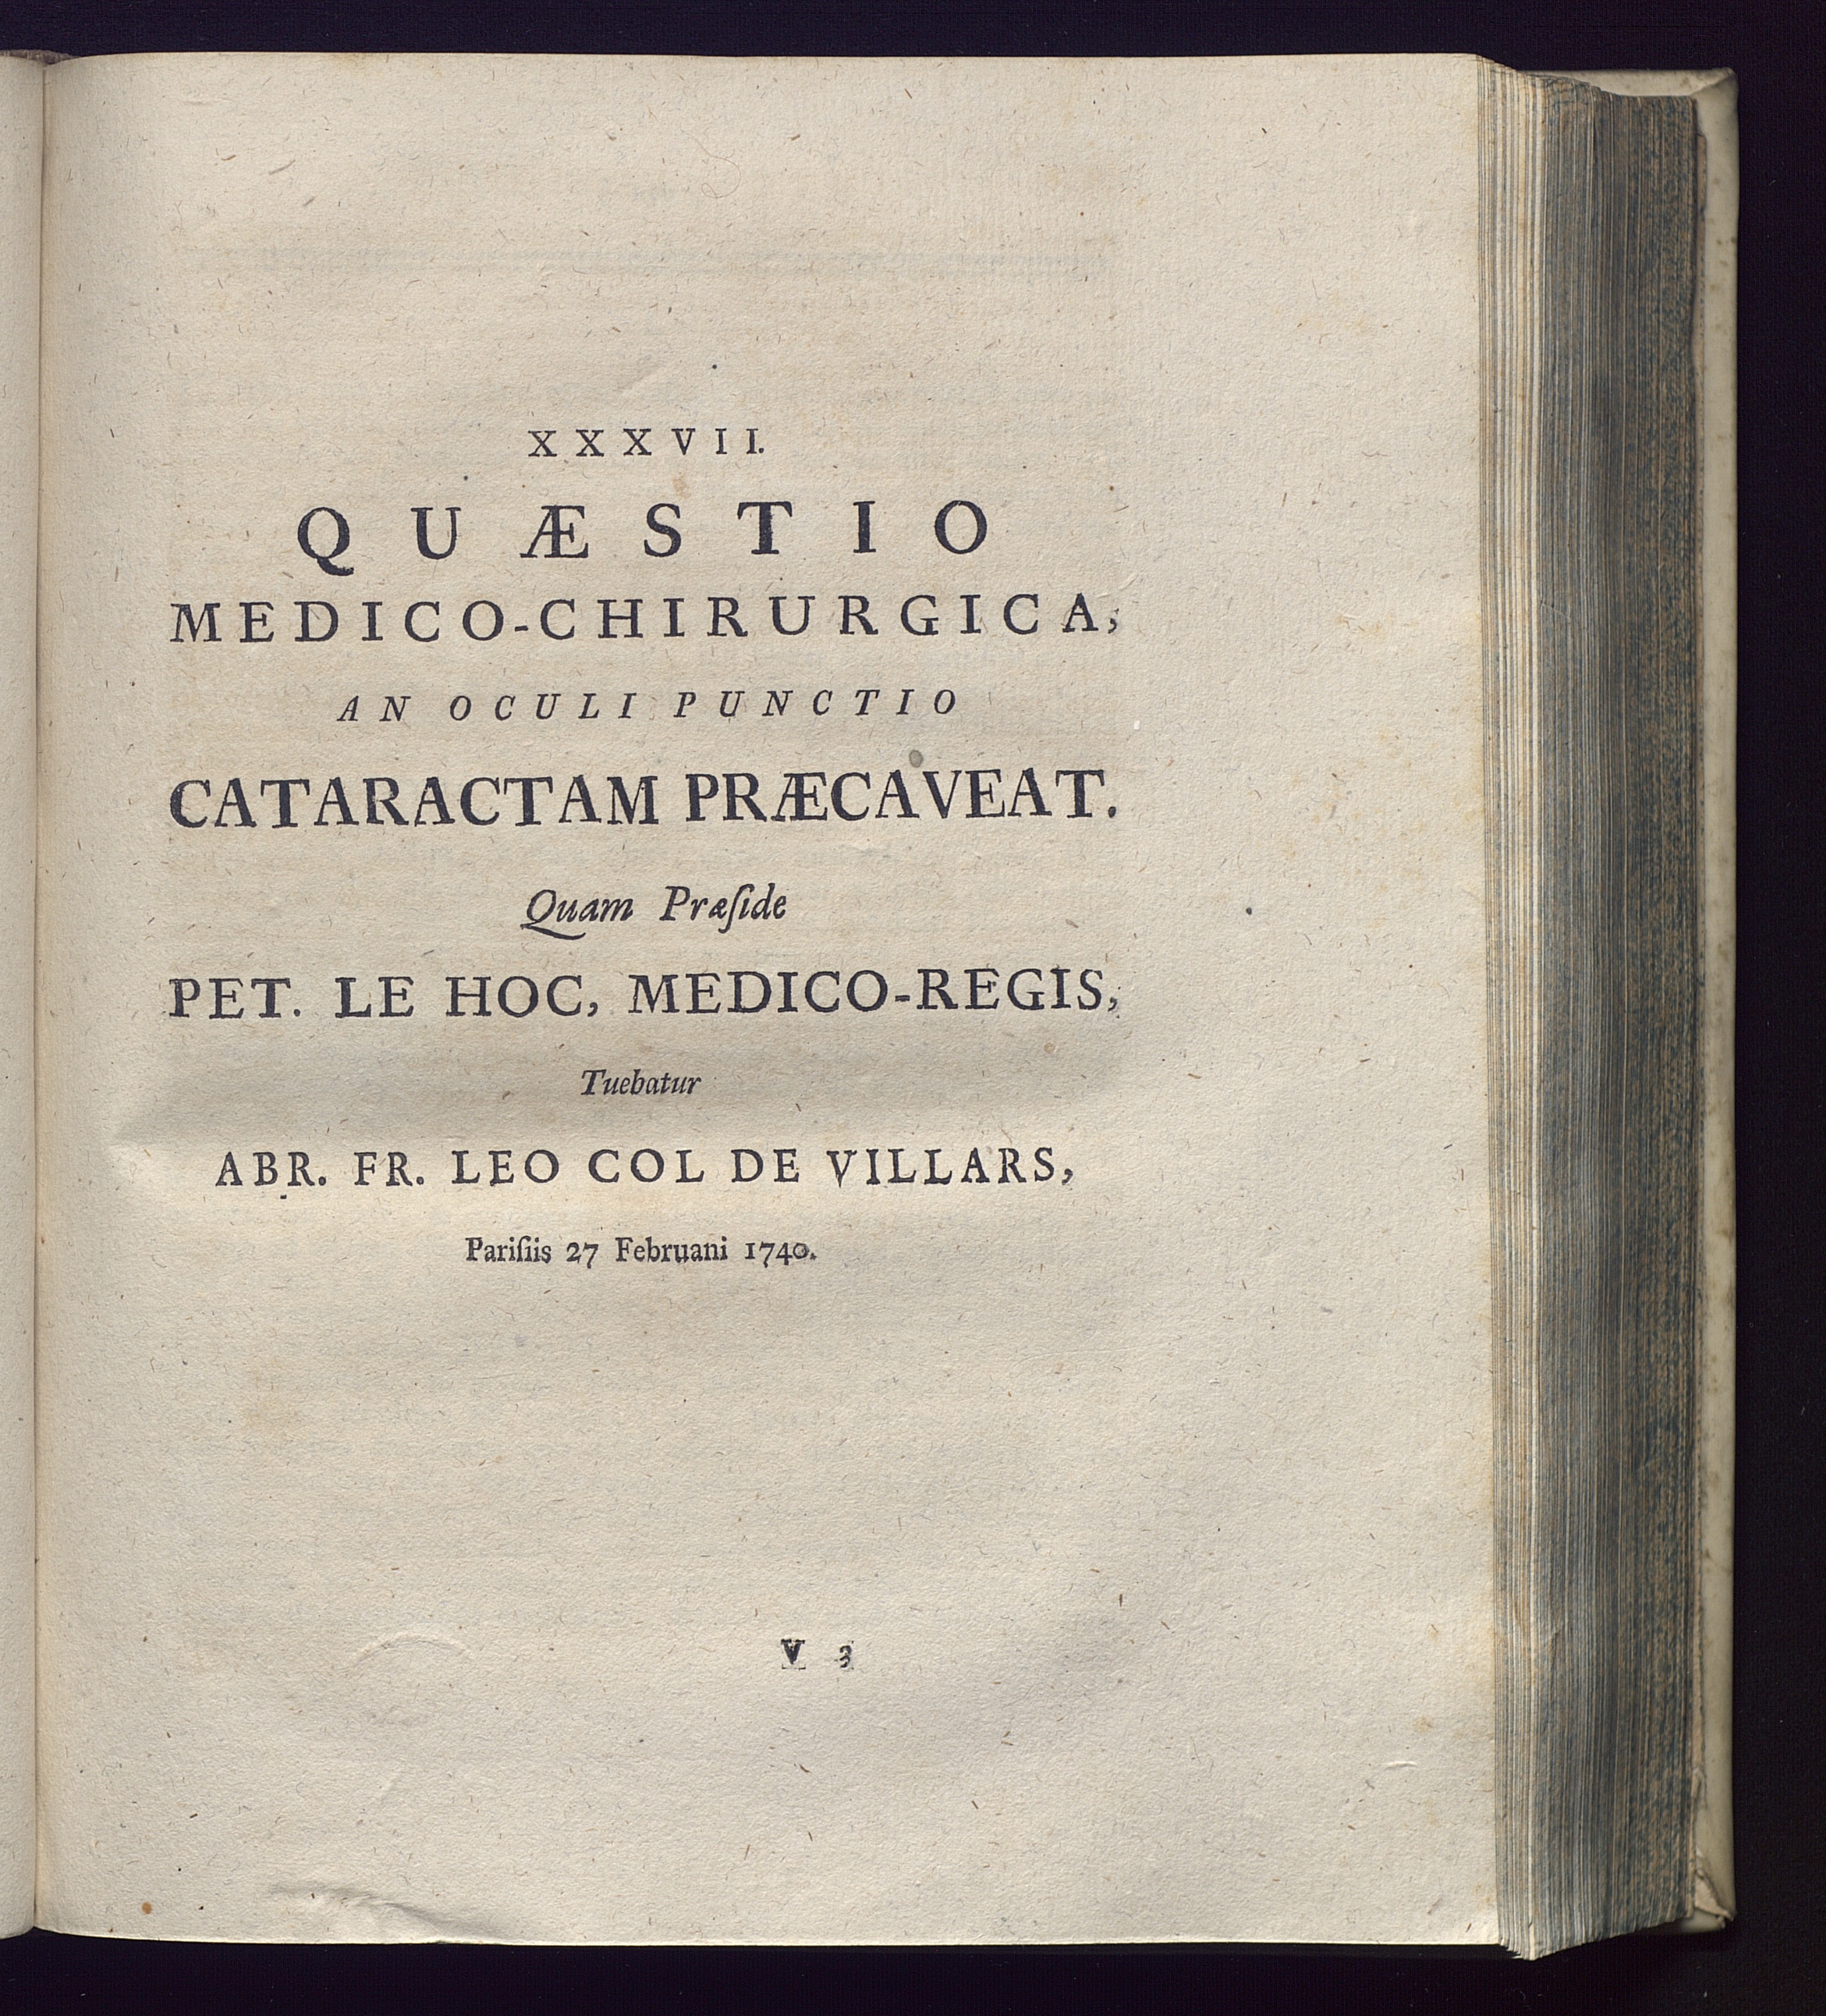 XXXVII.
QUÆSTIO
MEDICO-CHIRURGICA,
AN OCULI PUNCTIO
CATARACTAM PRÆCAVEAT.
Quam Præſide
PET. LE HOC, MEDICO-REGIS,
Tuebatur
ABR. FR. LEO COL DE VILLARS,
Pariſiis 27 Februani 1740.
V 3